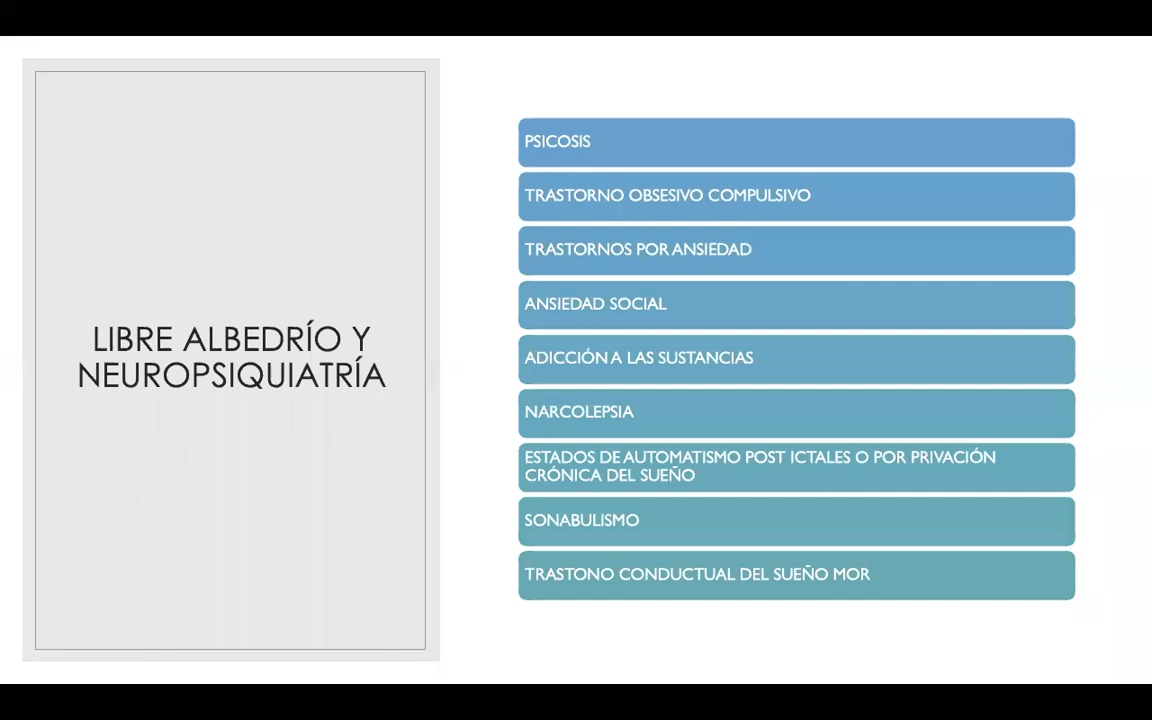 LIBRE ALBEDRÍO Y
NEUROPSIQUIATRÍA
PSICOSIS
TRASTORNO OBSESIVO COMPULSIVO
TRASTORNOS POR ANSIEDAD
ANSIEDAD SOCIAL
ADICCIÓN A LAS SUSTANCIAS
NARCOLEPSIA
ESTADOS DE AUTOMATISMO POST ICTALES O POR PRIVACIÓN
CRÓNICA DEL SUEÑO
SONABULISMO
TRASTONO CONDUCTUAL DEL SUEÑO MOR